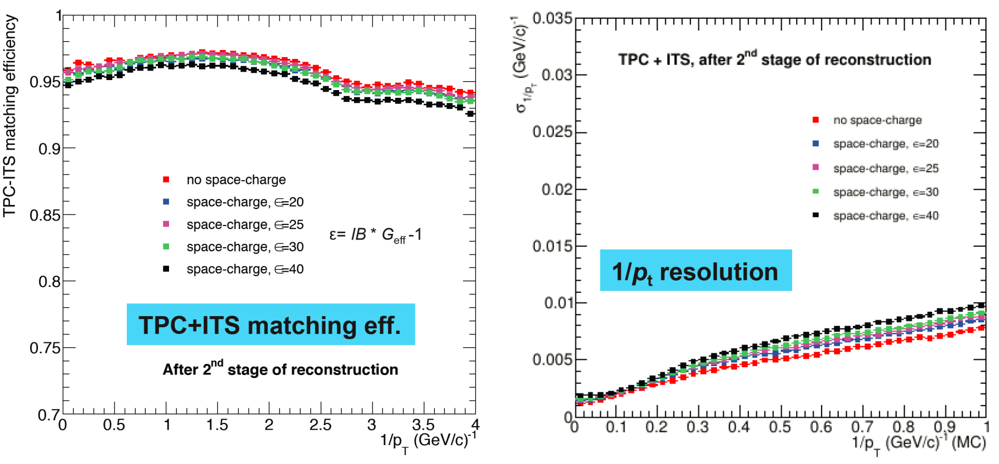 TPC-ITS matching efficiency
1
0.95
0.9
0.85
0.8
0.75
0.7
no space-charge
space-charge, ∈=20
space-charge, ∈=25
space-charge, ∈=30
space-charge, ∈=40
ε= IB * Geff -1
TPC+ITS matching eff.
After 2nd stage of reconstruction
0 0.5 1 1.5 2 2.5 3 3.5 4
1/pT (GeV/c)-1
σ1/pT (GeV/c)-1
0.035
0.03
0.025
0.02
0.015
0.01
0.005
0
TPC + ITS, after 2nd stage of reconstruction
no space-charge
space-charge, ϵ=20
space-charge, ϵ=25
space-charge, ϵ=30
space-charge, ϵ=40
1/pt resolution
0 0.1 0.2 0.3 0.4 0.5 0.6 0.7 0.8 0.9 1
1/pT (GeV/c)-1 (MC)